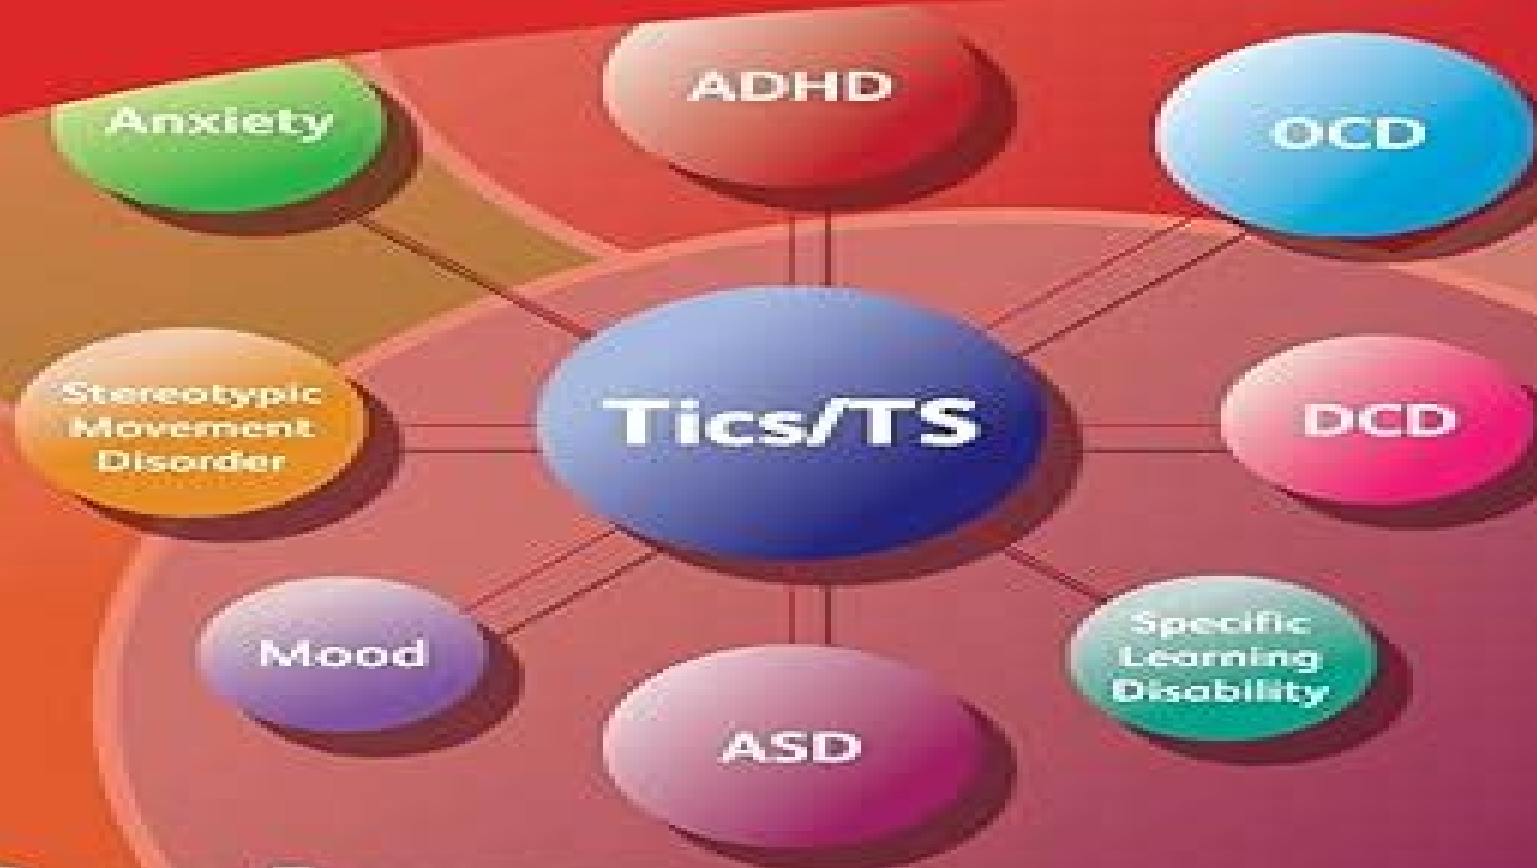 ADHD
Anxiety
OCD
Stereotypic
Movement
Disorder
Tics/TS
DCD
Mood
Specific
Learning
Disability
ASD